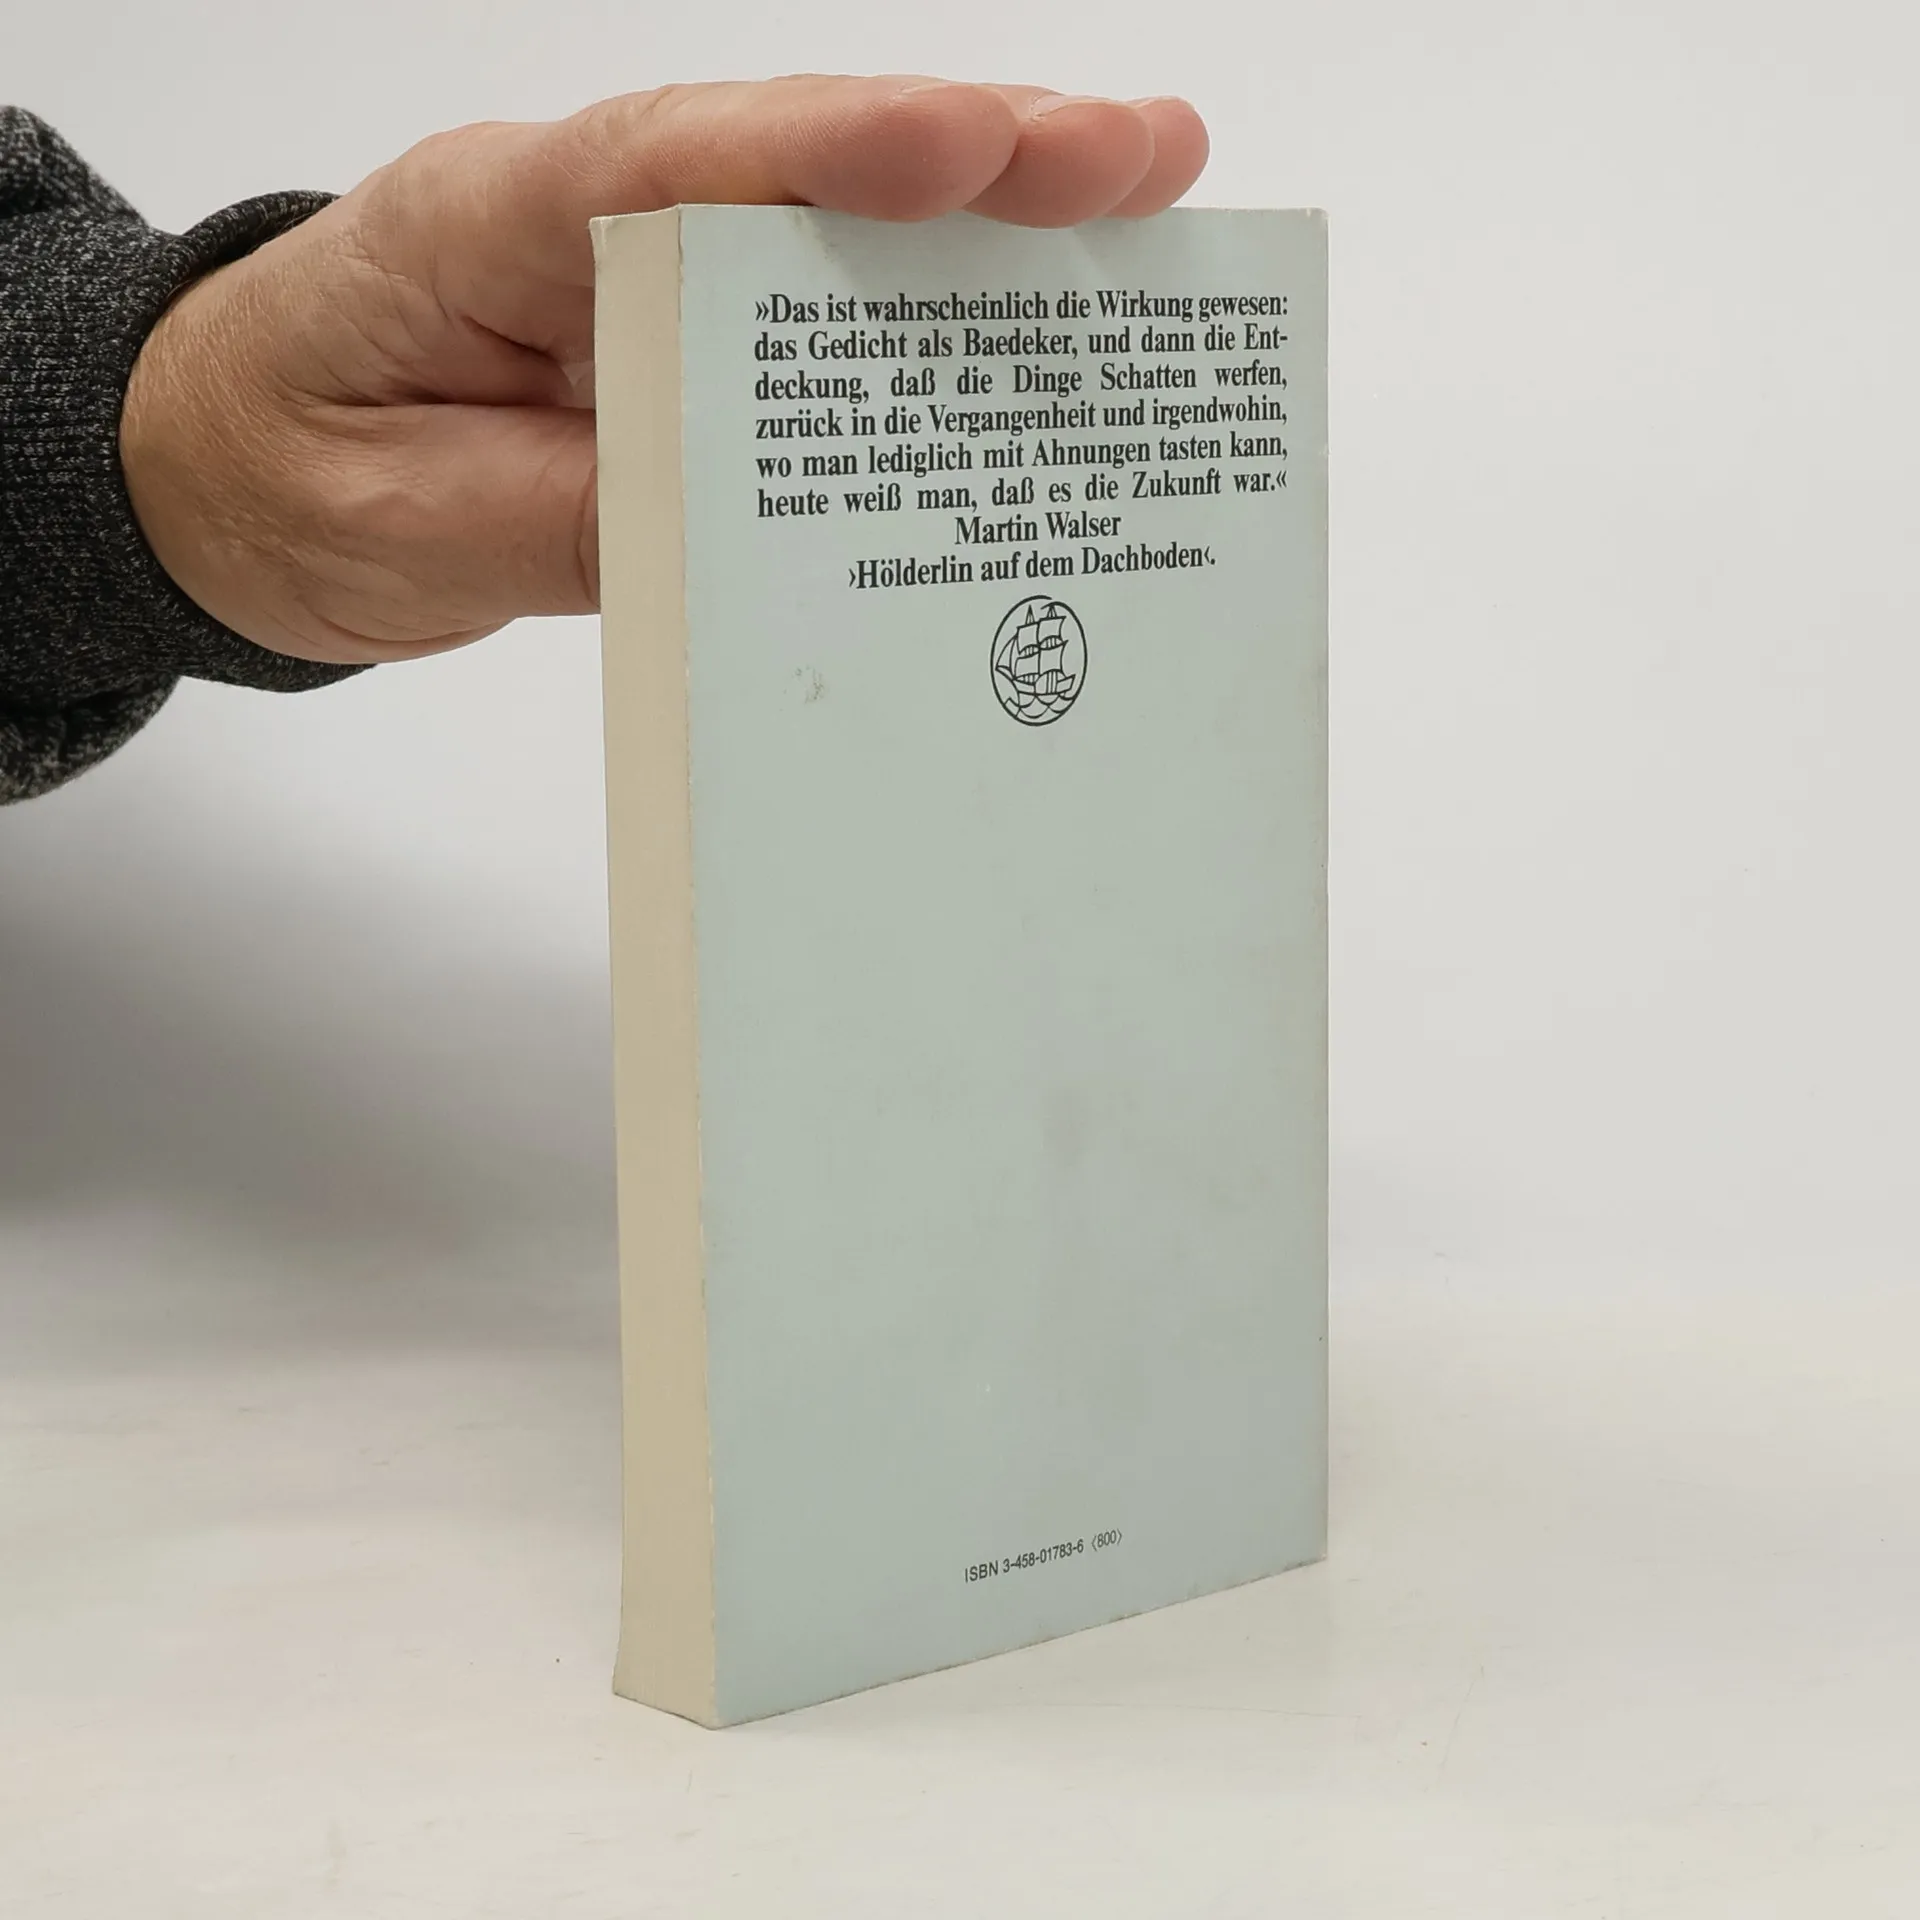 »Das ist wahrscheinlich die Wirkung gewesen:
das Gedicht als Baedeker, und dann die Ent-
deckung, daß die Dinge Schatten werfen,
zurück in die Vergangenheit und irgendwohin,
wo man lediglich mit Ahnungen tasten kann,
heute weiß man, daß es die Zukunft war.«
Martin Walser
›Hölderlin auf dem Dachboden‹.
ISBN 3-458-01783-6 〈800〉